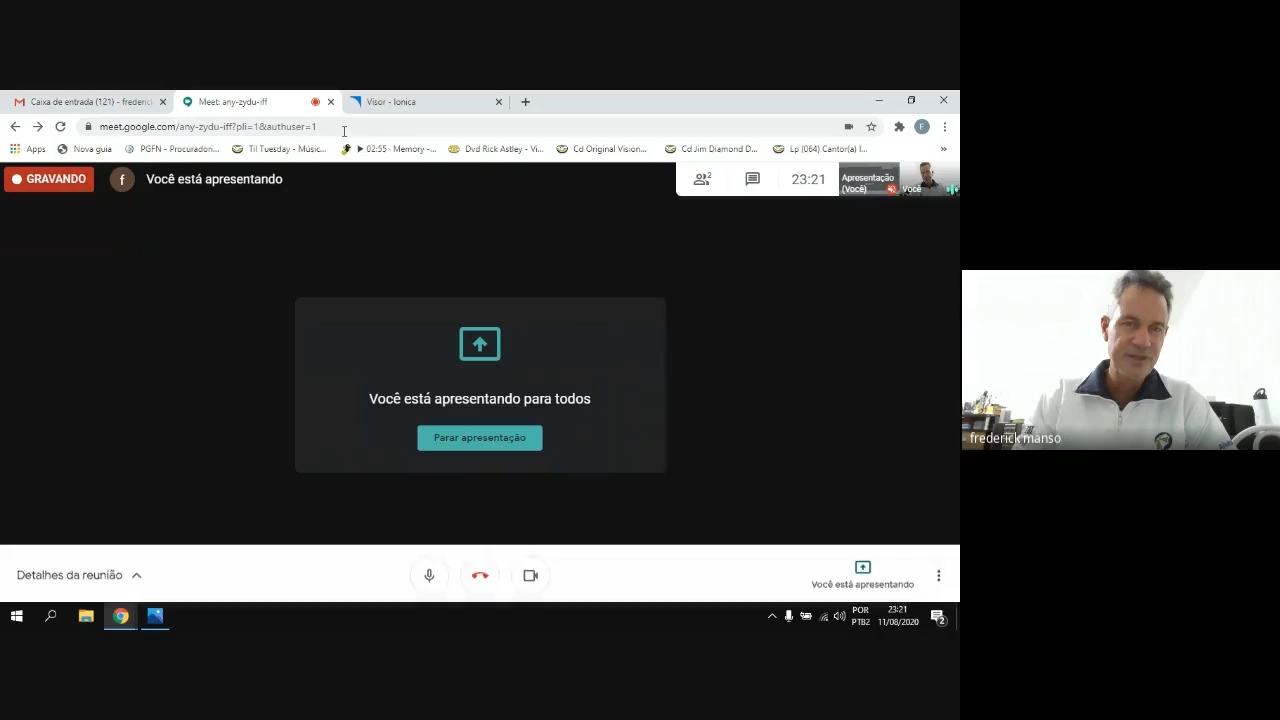 Caixa de entrada (121) - frederic
Meet: any-zydu-iff
Visor - Ionica
meet.google.com/any-zydu-iff?pli=1&authuser=1
Apps
Nova guia
PGFN - Procuradori...
Til Tuesday - Músic...
02:55 - Memory -...
Dvd Rick Astley - Vi...
Cd Original Vision...
Cd Jim Diamond D...
Lp (064) Cantor(a) I...
»
GRAVANDO
f
Você está apresentando
2
23:21
Apresentação
(Você)
Você
Você está apresentando para todos
Parar apresentação
frederick manso
Detalhes da reunião
Você está apresentando
POR
PTB2
23:21
11/08/2020
2